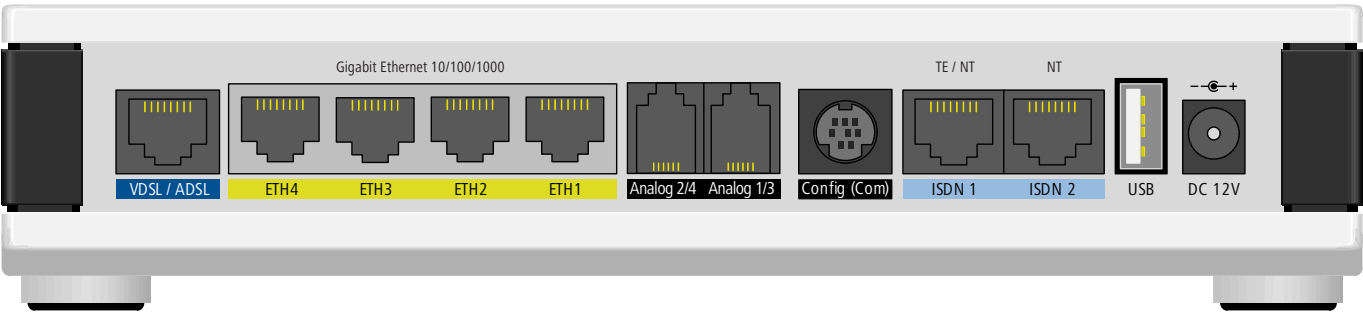 Gigabit Ethernet 10/100/1000
TE / NT
NT
- +
VDSL / ADSL
ETH4
ETH3
ETH2
ETH1
Analog 2/4
Analog 1/3
Config (Com)
ISDN 1
ISDN 2
USB
DC 12V